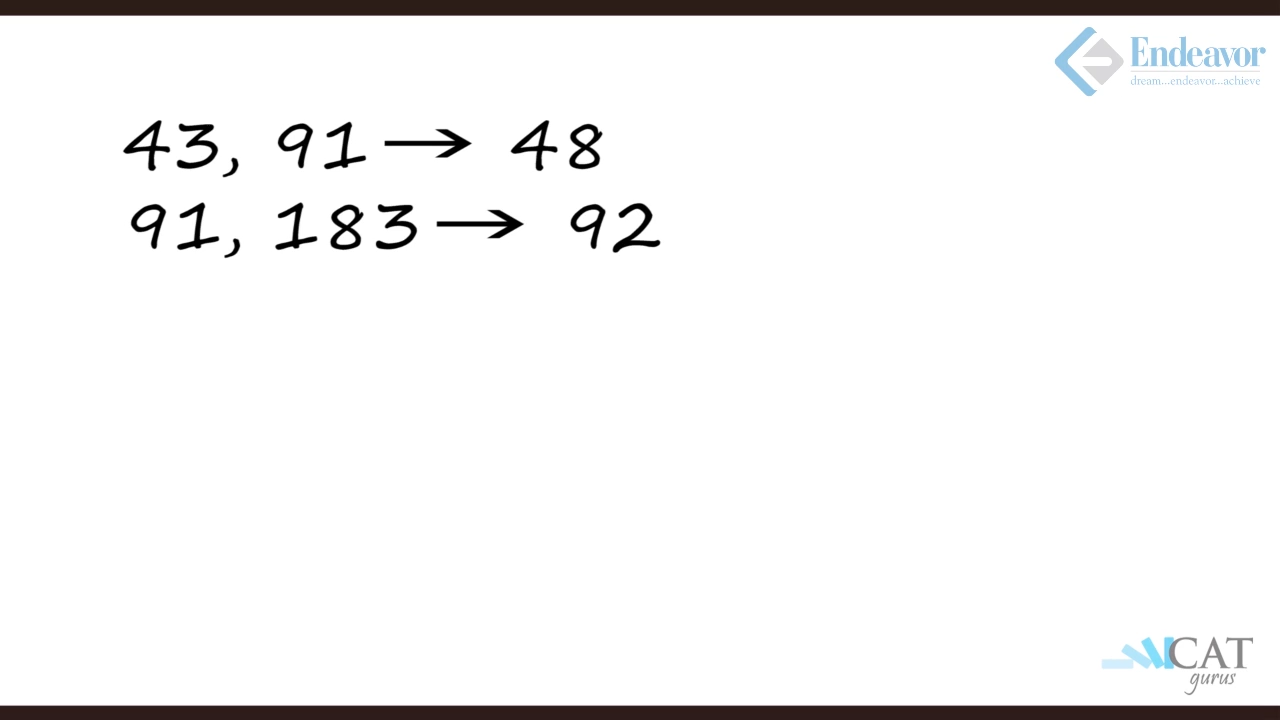 Endeavor
dream...endeavor...achieve
43, 91 → 48
91, 183 → 92
CAT
gurus